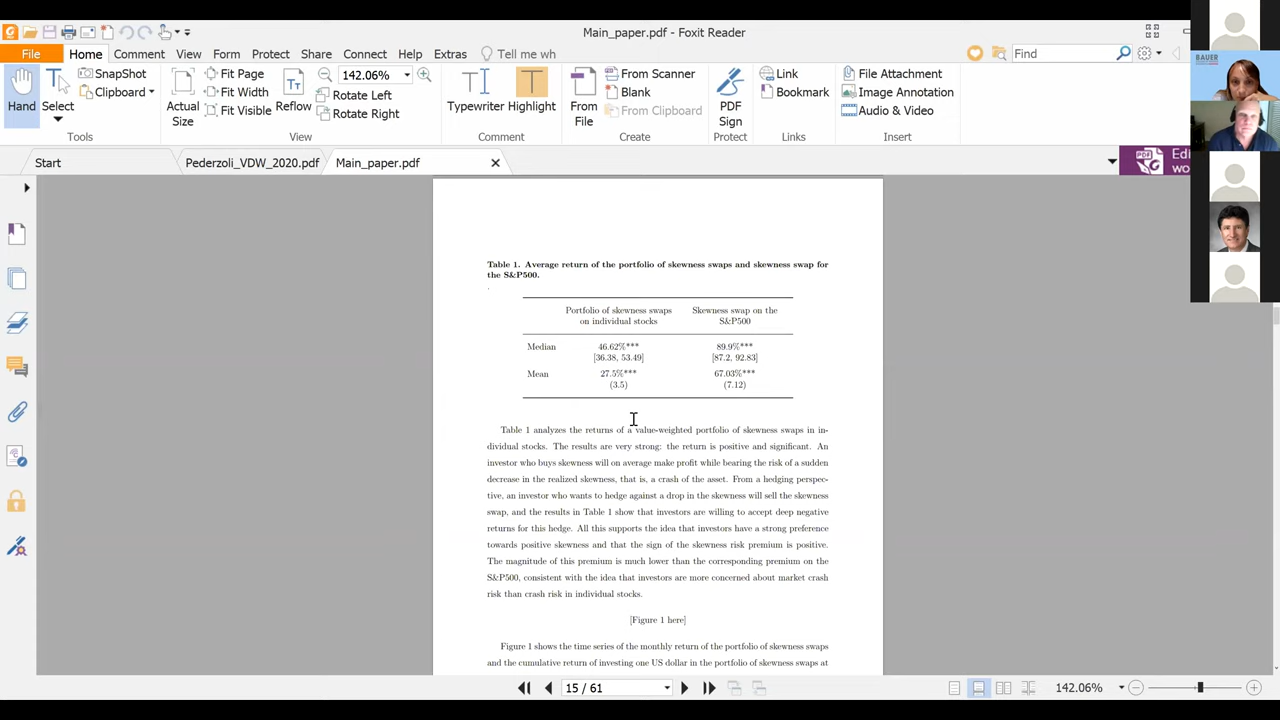 Main_paper.pdf - Foxit Reader
File Home Comment View Form Protect Share Connect Help Extras Tell me wh Find
Hand
Select
Tools
SnapShot
Clipboard
Actual Size
Fit Page
Fit Width
Fit Visible
Reflow
142.06%
Rotate Left
Rotate Right
View
Typewriter
Highlight
Comment
From File
From Scanner
Blank
From Clipboard
Create
PDF Sign
Protect
Link
Bookmark
Links
File Attachment
Image Annotation
Audio & Video
Insert
BAUER
Start Pederzoli_VDW_2020.pdf Main_paper.pdf
Table 1. Average return of the portfolio of skewness swaps and skewness swap for
the S&P500.
.
Portfolio of skewness swaps Skewness swap on the
on individual stocks S&P500
Median 46.62%*** 89.9%***
[36.38, 53.49] [87.2, 92.83]
Mean 27.5%*** 67.03%***
(3.5) (7.12)
Table 1 analyzes the returns of a value-weighted portfolio of skewness swaps in in-
dividual stocks. The results are very strong: the return is positive and significant. An
investor who buys skewness will on average make profit while bearing the risk of a sudden
decrease in the realized skewness, that is, a crash of the asset. From a hedging perspec-
tive, an investor who wants to hedge against a drop in the skewness will sell the skewness
swap, and the results in Table 1 show that investors are willing to accept deep negative
returns for this hedge. All this supports the idea that investors have a strong preference
towards positive skewness and that the sign of the skewness risk premium is positive.
The magnitude of this premium is much lower than the corresponding premium on the
S&P500, consistent with the idea that investors are more concerned about market crash
risk than crash risk in individual stocks.
[Figure 1 here]
Figure 1 shows the time series of the monthly return of the portfolio of skewness swaps
and the cumulative return of investing one US dollar in the portfolio of skewness swaps at
15 / 61
142.06%